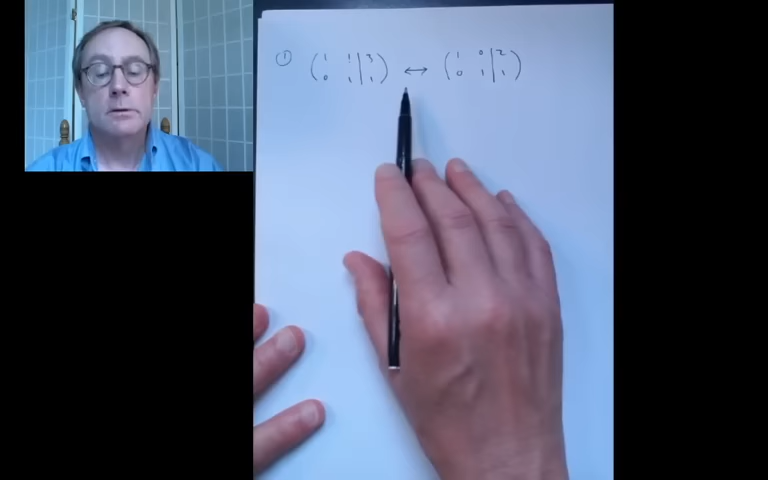 ① ( 1 1 | 3 ) ↔ ( 1 0 | 2 )
( 0 1 | 1 ) ( 0 1 | 1 )